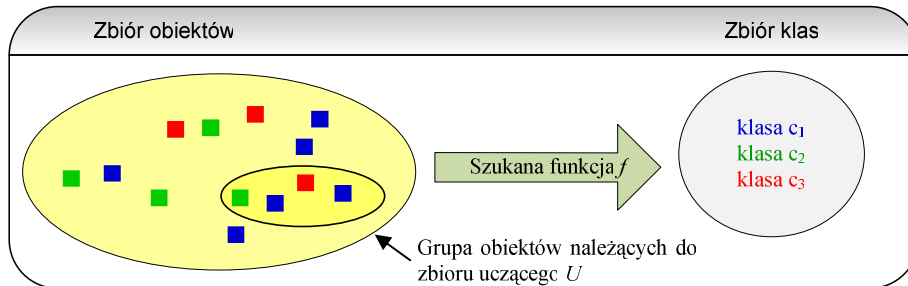 Zbiór obiektów
Zbiór klas
Szukana funkcja f
klasa c₁
klasa c₂
klasa c₃
Grupa obiektów należących do
zbioru uczącego U